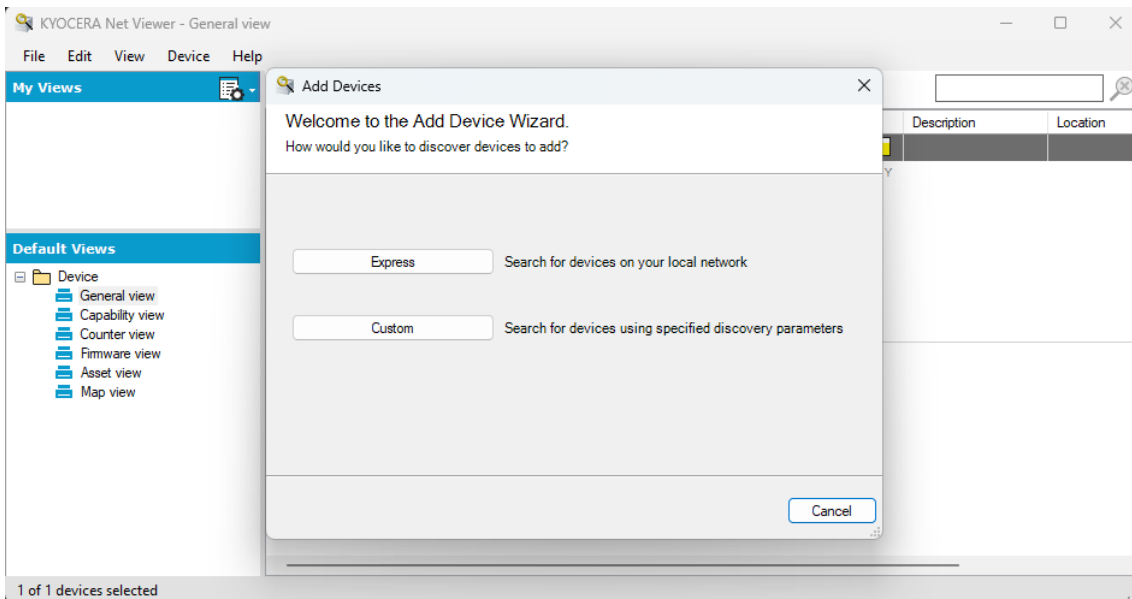 KYOCERA Net Viewer - General view
File Edit View Device Help
My Views
Add Devices
Welcome to the Add Device Wizard.
How would you like to discover devices to add?
Description Location
Y
Default Views
Device
General view
Capability view
Counter view
Firmware view
Asset view
Map view
Express Search for devices on your local network
Custom Search for devices using specified discovery parameters
Cancel
1 of 1 devices selected